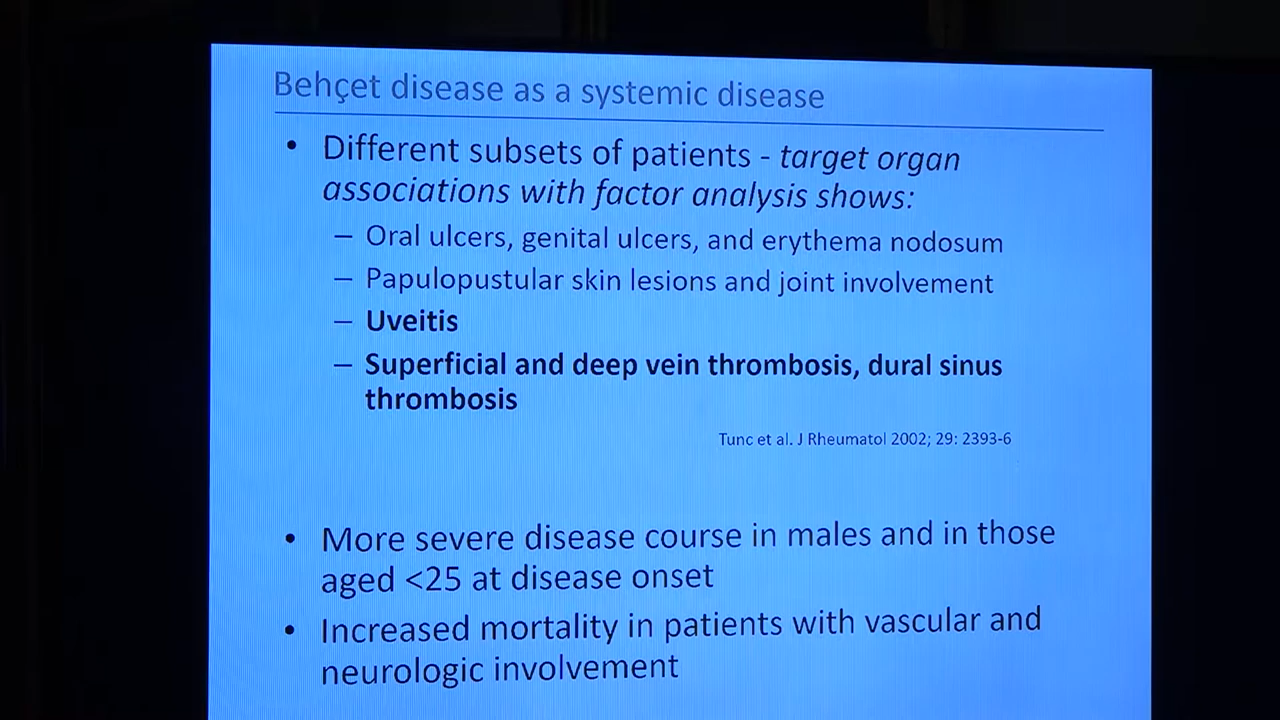 Behçet disease as a systemic disease
• Different subsets of patients - target organ
associations with factor analysis shows:
– Oral ulcers, genital ulcers, and erythema nodosum
– Papulopustular skin lesions and joint involvement
– Uveitis
– Superficial and deep vein thrombosis, dural sinus
thrombosis
Tunc et al. J Rheumatol 2002; 29: 2393-6
• More severe disease course in males and in those
aged <25 at disease onset
• Increased mortality in patients with vascular and
neurologic involvement